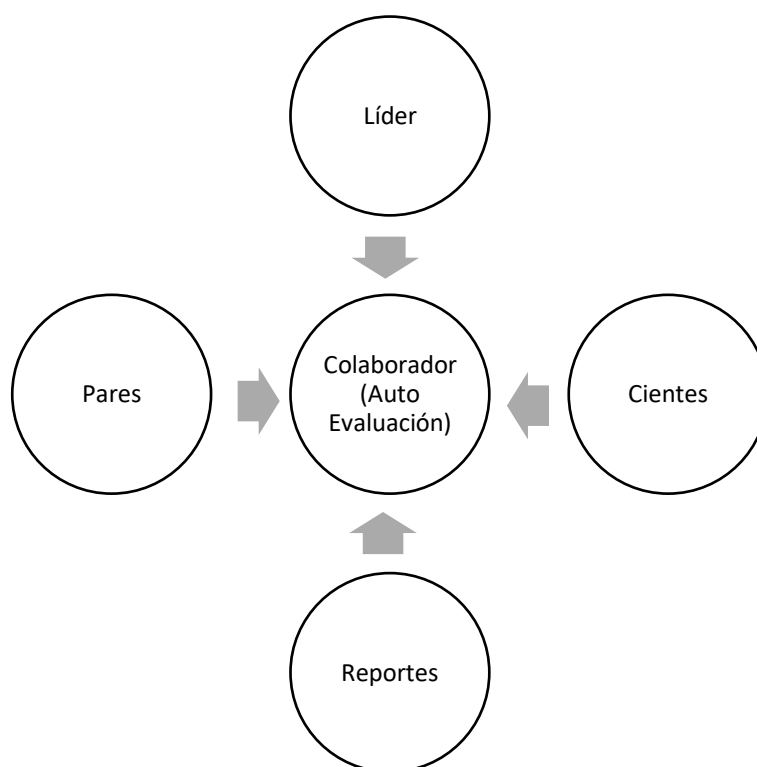 Líder
Pares
Colaborador
(Auto
Evaluación)
Cientes
Reportes